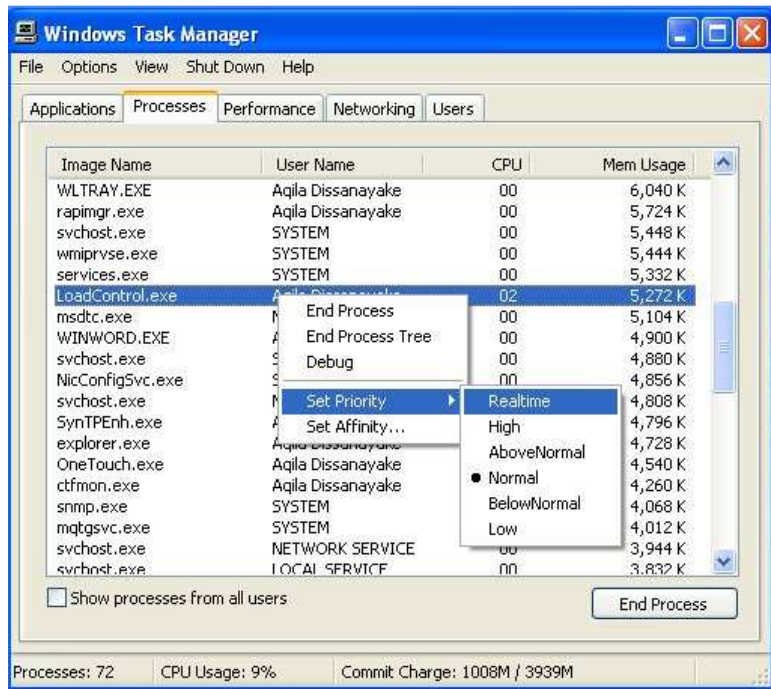 Windows Task Manager
File Options View Shut Down Help
Applications Processes Performance Networking Users
Image Name User Name CPU Mem Usage
WLTRAY.EXE Aqila Dissanayake 00 6,040 K
rapimgr.exe Aqila Dissanayake 00 5,724 K
svchost.exe SYSTEM 00 5,448 K
wmiprvse.exe SYSTEM 00 5,444 K
services.exe SYSTEM 00 5,332 K
LoadControl.exe Aqila Dissanayake 02 5,272 K
msdtc.exe 00 5,104 K
WINWORD.EXE 00 4,900 K
svchost.exe 00 4,880 K
NicConfigSvc.exe 00 4,856 K
svchost.exe 4,808 K
SynTPEnh.exe 4,796 K
explorer.exe Aqila Dissanayake 4,728 K
OneTouch.exe Aqila Dissanayake 4,540 K
ctfmon.exe Aqila Dissanayake 4,260 K
snmp.exe SYSTEM 4,068 K
mqtgsvc.exe SYSTEM 4,012 K
svchost.exe NETWORK SERVICE 00 3,944 K
svchost.exe LOCAL SERVICE 00 3,832 K
End Process
End Process Tree
Debug
Set Priority
Set Affinity...
Realtime
High
AboveNormal
Normal
BelowNormal
Low
Show processes from all users
End Process
Processes: 72 CPU Usage: 9% Commit Charge: 1008M / 3939M